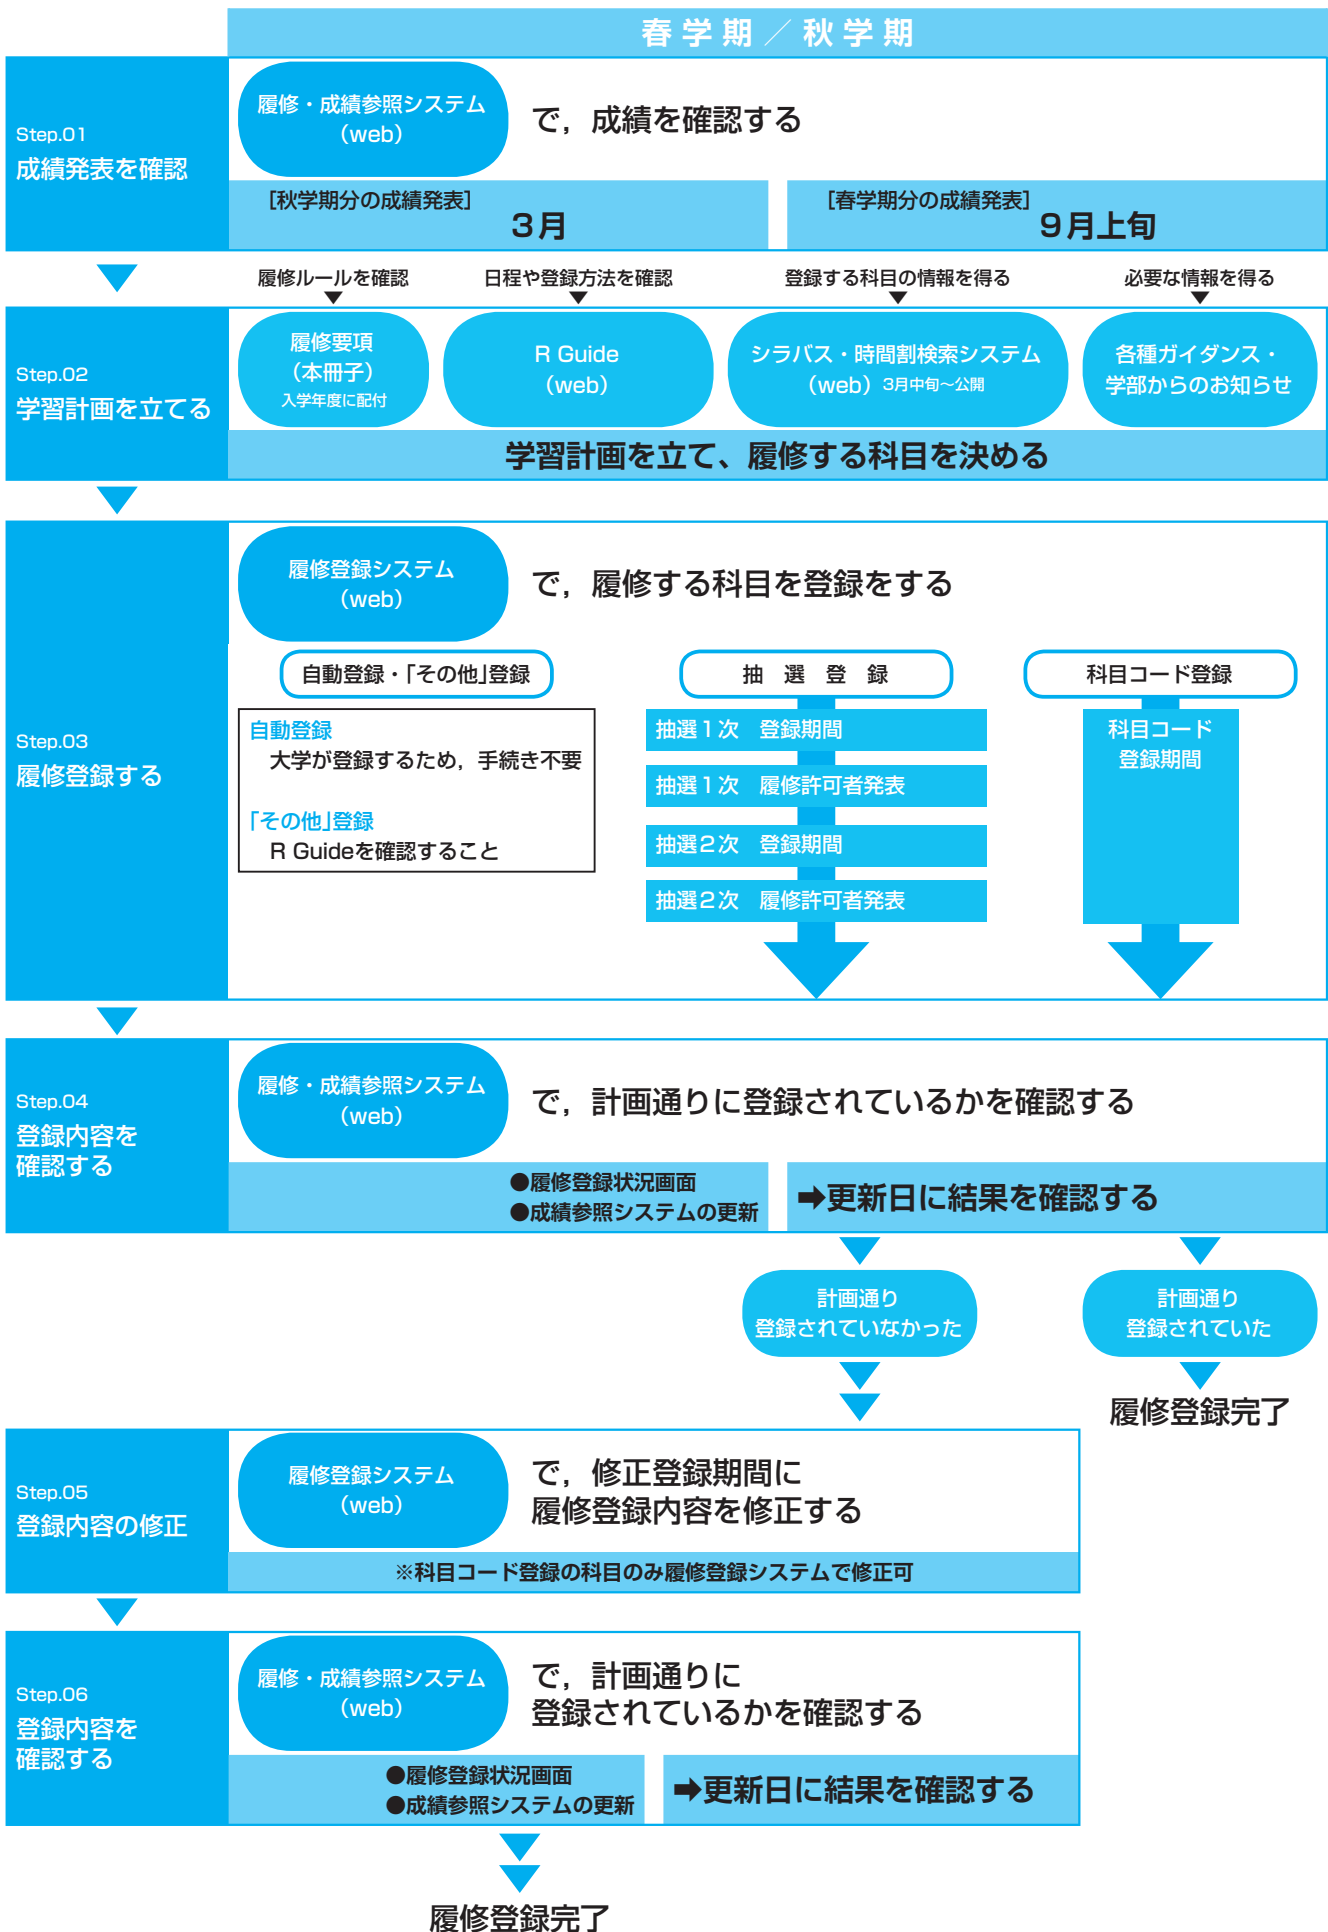 春学期／秋学期
Step.01
成績発表を確認
履修・成績参照システム
（web）
で，成績を確認する
［秋学期分の成績発表］
3月
［春学期分の成績発表］
9月上旬
履修ルールを確認
日程や登録方法を確認
登録する科目の情報を得る
必要な情報を得る
Step.02
学習計画を立てる
履修要項
（本冊子）
入学年度に配付
R Guide
（web）
シラバス・時間割検索システム
（web）3月中旬～公開
各種ガイダンス・
学部からのお知らせ
学習計画を立て、履修する科目を決める
Step.03
履修登録する
履修登録システム
（web）
で，履修する科目を登録をする
自動登録・「その他」登録
自動登録
大学が登録するため，手続き不要
「その他」登録
R Guideを確認すること
抽選登録
抽選1次　登録期間
抽選1次　履修許可者発表
抽選2次　登録期間
抽選2次　履修許可者発表
科目コード登録
科目コード
登録期間
Step.04
登録内容を
確認する
履修・成績参照システム
（web）
で，計画通りに登録されているかを確認する
●履修登録状況画面
●成績参照システムの更新
➡更新日に結果を確認する
計画通り
登録されていなかった
計画通り
登録されていた
履修登録完了
Step.05
登録内容の修正
履修登録システム
（web）
で，修正登録期間に
履修登録内容を修正する
※科目コード登録の科目のみ履修登録システムで修正可
Step.06
登録内容を
確認する
履修・成績参照システム
（web）
で，計画通りに
登録されているかを確認する
●履修登録状況画面
●成績参照システムの更新
➡更新日に結果を確認する
履修登録完了